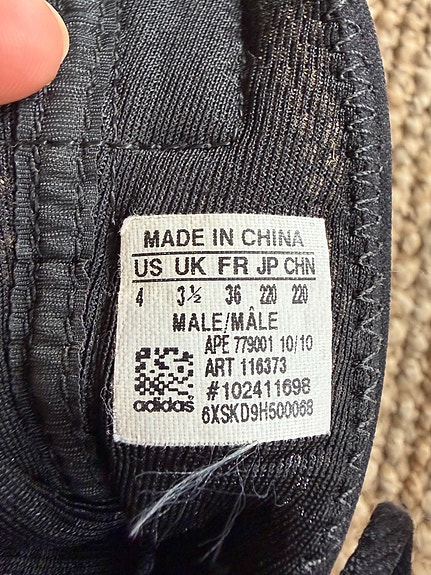 MADE IN CHINA
US UK FR JP CHN
4 3½ 36 220 220
MALE/MÂLE
APE 779001 10/10
ART 116373
#102411698
adidas 6XSKD9H500068